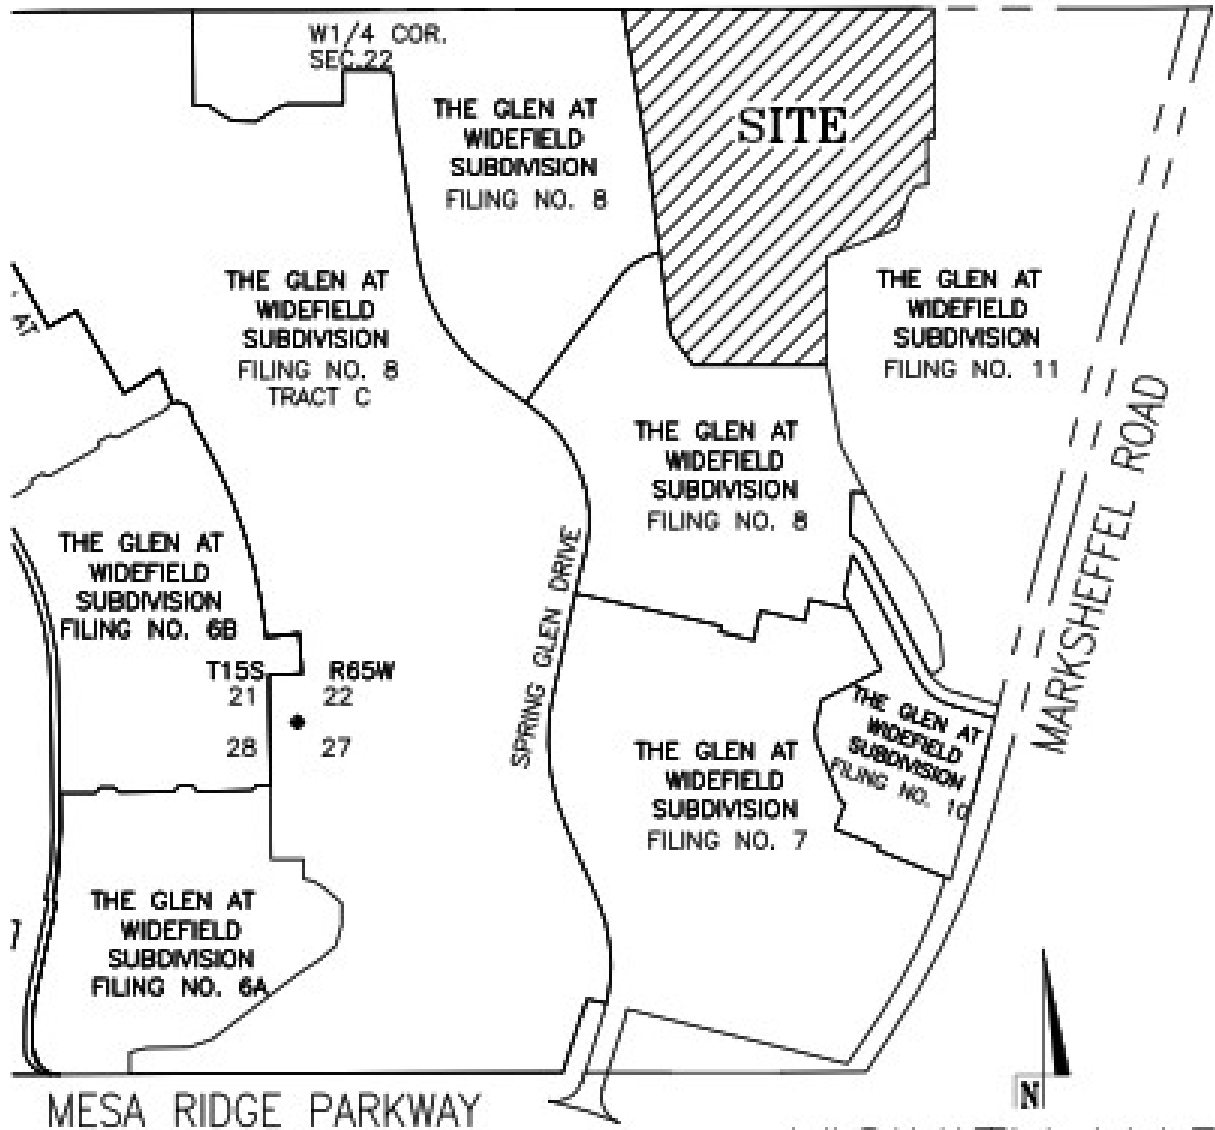 W1/4 COR.
SEC.22
THE GLEN AT
WIDEFIELD
SUBDIVISION
FILING NO. 8
SITE
THE GLEN AT
WIDEFIELD
SUBDIVISION
FILING NO. 8
TRACT C
THE GLEN AT
WIDEFIELD
SUBDIVISION
FILING NO. 11
AT
THE GLEN AT
WIDEFIELD
SUBDIVISION
FILING NO. 8
MARKSHEFFEL ROAD
THE GLEN AT
WIDEFIELD
SUBDIVISION
FILING NO. 6B
SPRING GLEN DRIVE
T15S R65W
21 22
28 27
THE GLEN AT
WIDEFIELD
SUBDIVISION
FILING NO. 10
THE GLEN AT
WIDEFIELD
SUBDIVISION
FILING NO. 7
THE GLEN AT
WIDEFIELD
SUBDIVISION
FILING NO. 6A
MESA RIDGE PARKWAY
N